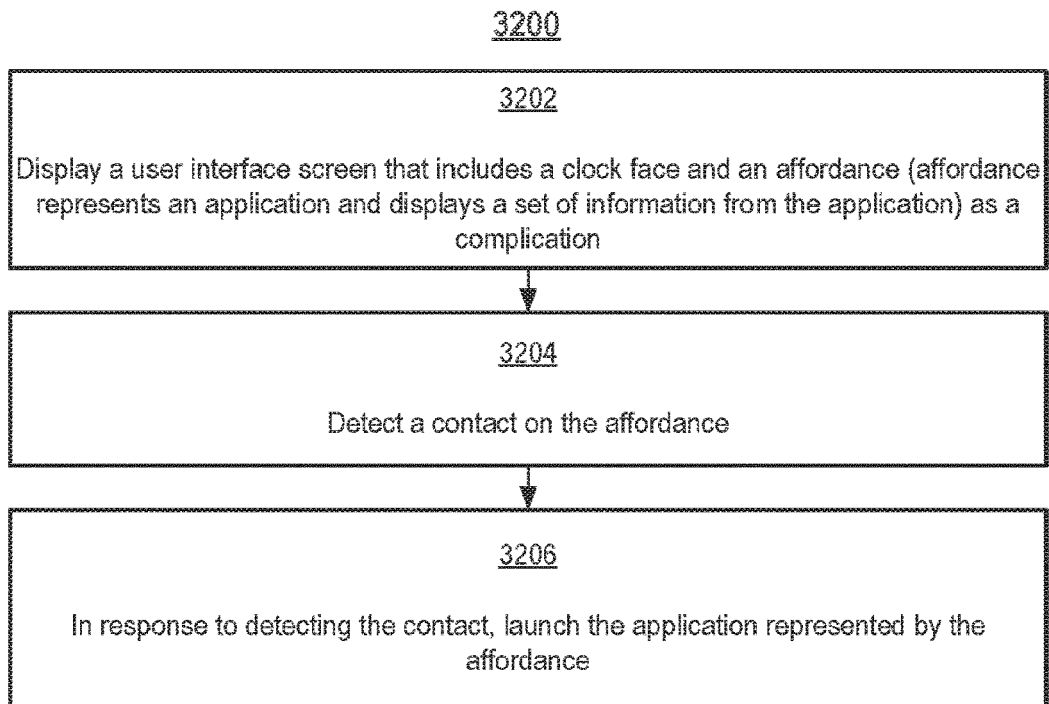 3200
3202
Display a user interface screen that includes a clock face and an affordance (affordance
represents an application and displays a set of information from the application) as a
complication
3204
Detect a contact on the affordance
3206
In response to detecting the contact, launch the application represented by the
affordance